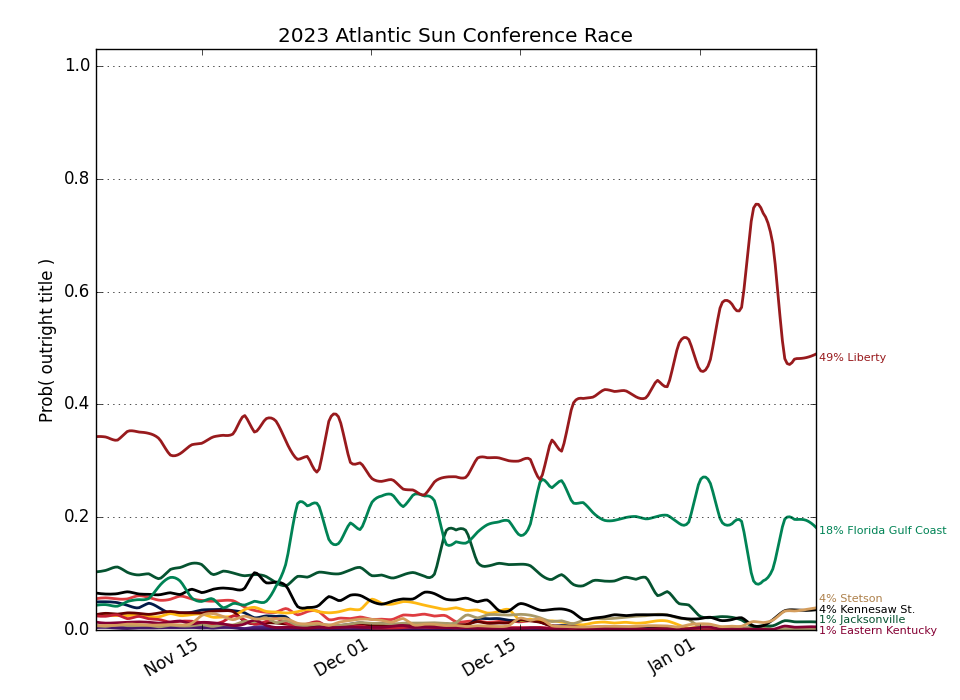 2023 Atlantic Sun Conference Race
Prob( outright title )
1.0
0.8
0.6
0.4
0.2
0.0
Nov 15
Dec 01
Dec 15
Jan 01
49% Liberty
18% Florida Gulf Coast
4% Stetson
4% Kennesaw St.
1% Jacksonville
1% Eastern Kentucky